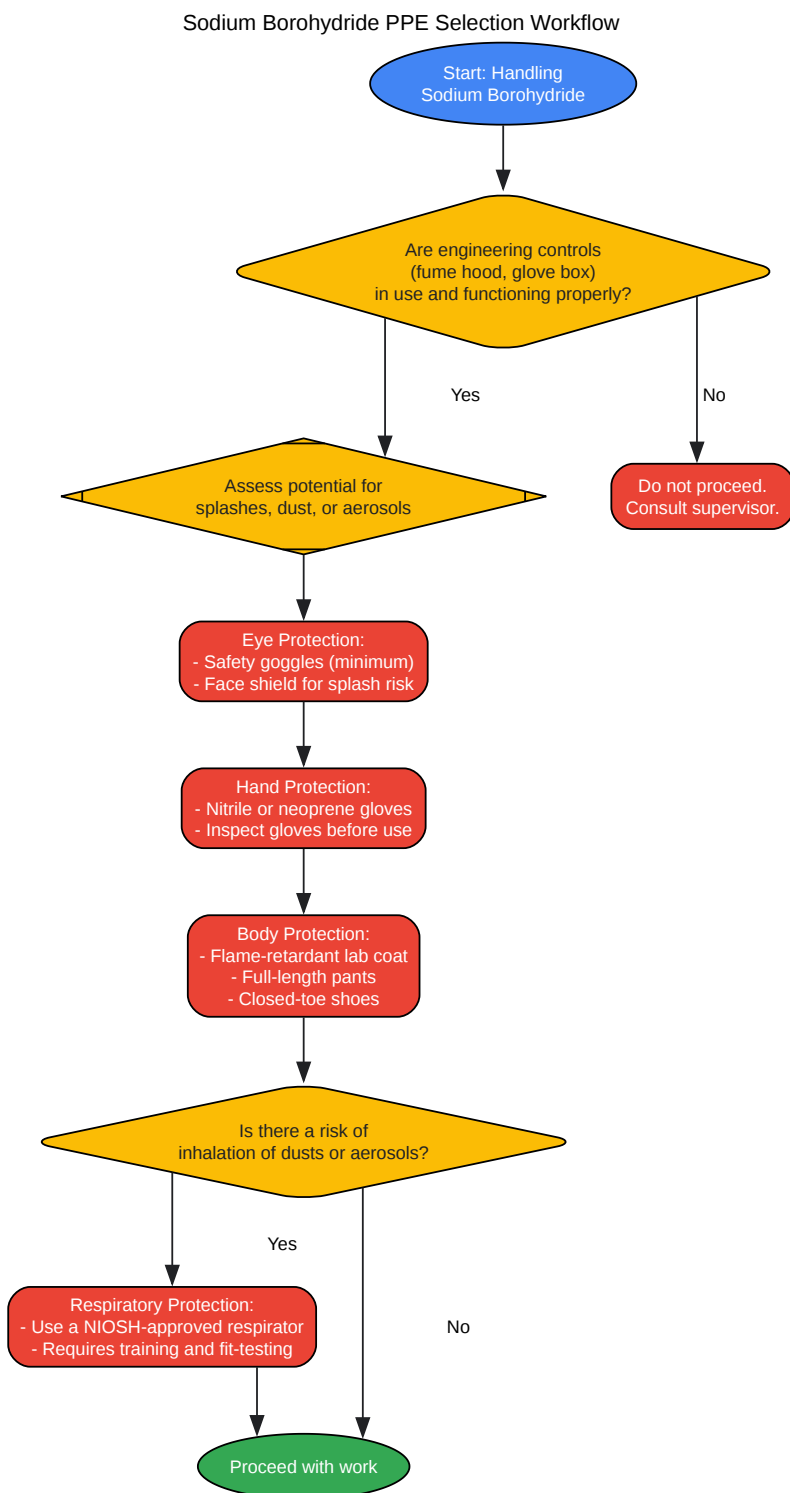 Sodium Borohydride PPE Selection Workflow
Start: Handling
Sodium Borohydride
Are engineering controls
(fume hood, glove box)
in use and functioning properly?
Yes
No
Assess potential for
splashes, dust, or aerosols
Do not proceed.
Consult supervisor.
Eye Protection:
- Safety goggles (minimum)
- Face shield for splash risk
Hand Protection:
- Nitrile or neoprene gloves
- Inspect gloves before use
Body Protection:
- Flame-retardant lab coat
- Full-length pants
- Closed-toe shoes
Is there a risk of
inhalation of dusts or aerosols?
Yes
Respiratory Protection:
- Use a NIOSH-approved respirator
- Requires training and fit-testing
No
Proceed with work